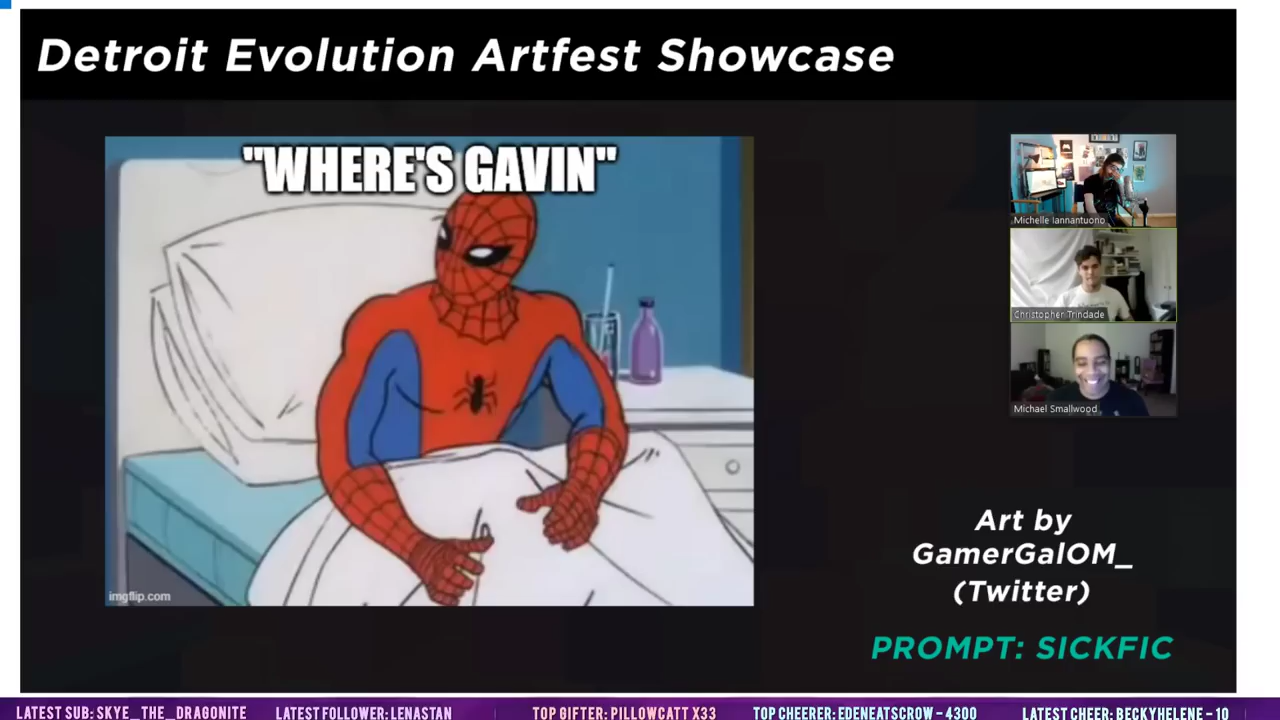 Detroit Evolution Artfest Showcase
"WHERE'S GAVIN"
imgflip.com
Michelle Iannantuono
Christopher Trindade
Michael Smallwood
Art by
GamerGalOM_
(Twitter)
PROMPT: SICKFIC
LATEST SUB: SKYE_THE_DRAGONITE LATEST FOLLOWER: LENASTAN TOP GIFTER: PILLOWCATT X33 TOP CHEERER: EDENEATSCROW - 4300 LATEST CHEER: BECKYHELENE - 10